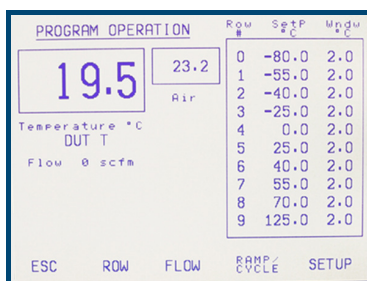 PROGRAM OPERATION
19.5
23.2
Air
Temperature °C
DUT T
Flow 0 scfm
Row SetP Wndw
# °C °C
0 -80.0 2.0
1 -55.0 2.0
2 -40.0 2.0
3 -25.0 2.0
4 0.0 2.0
5 25.0 2.0
6 40.0 2.0
7 55.0 2.0
8 70.0 2.0
9 125.0 2.0
ESC ROW FLOW RAMP/ SETUP
CYCLE